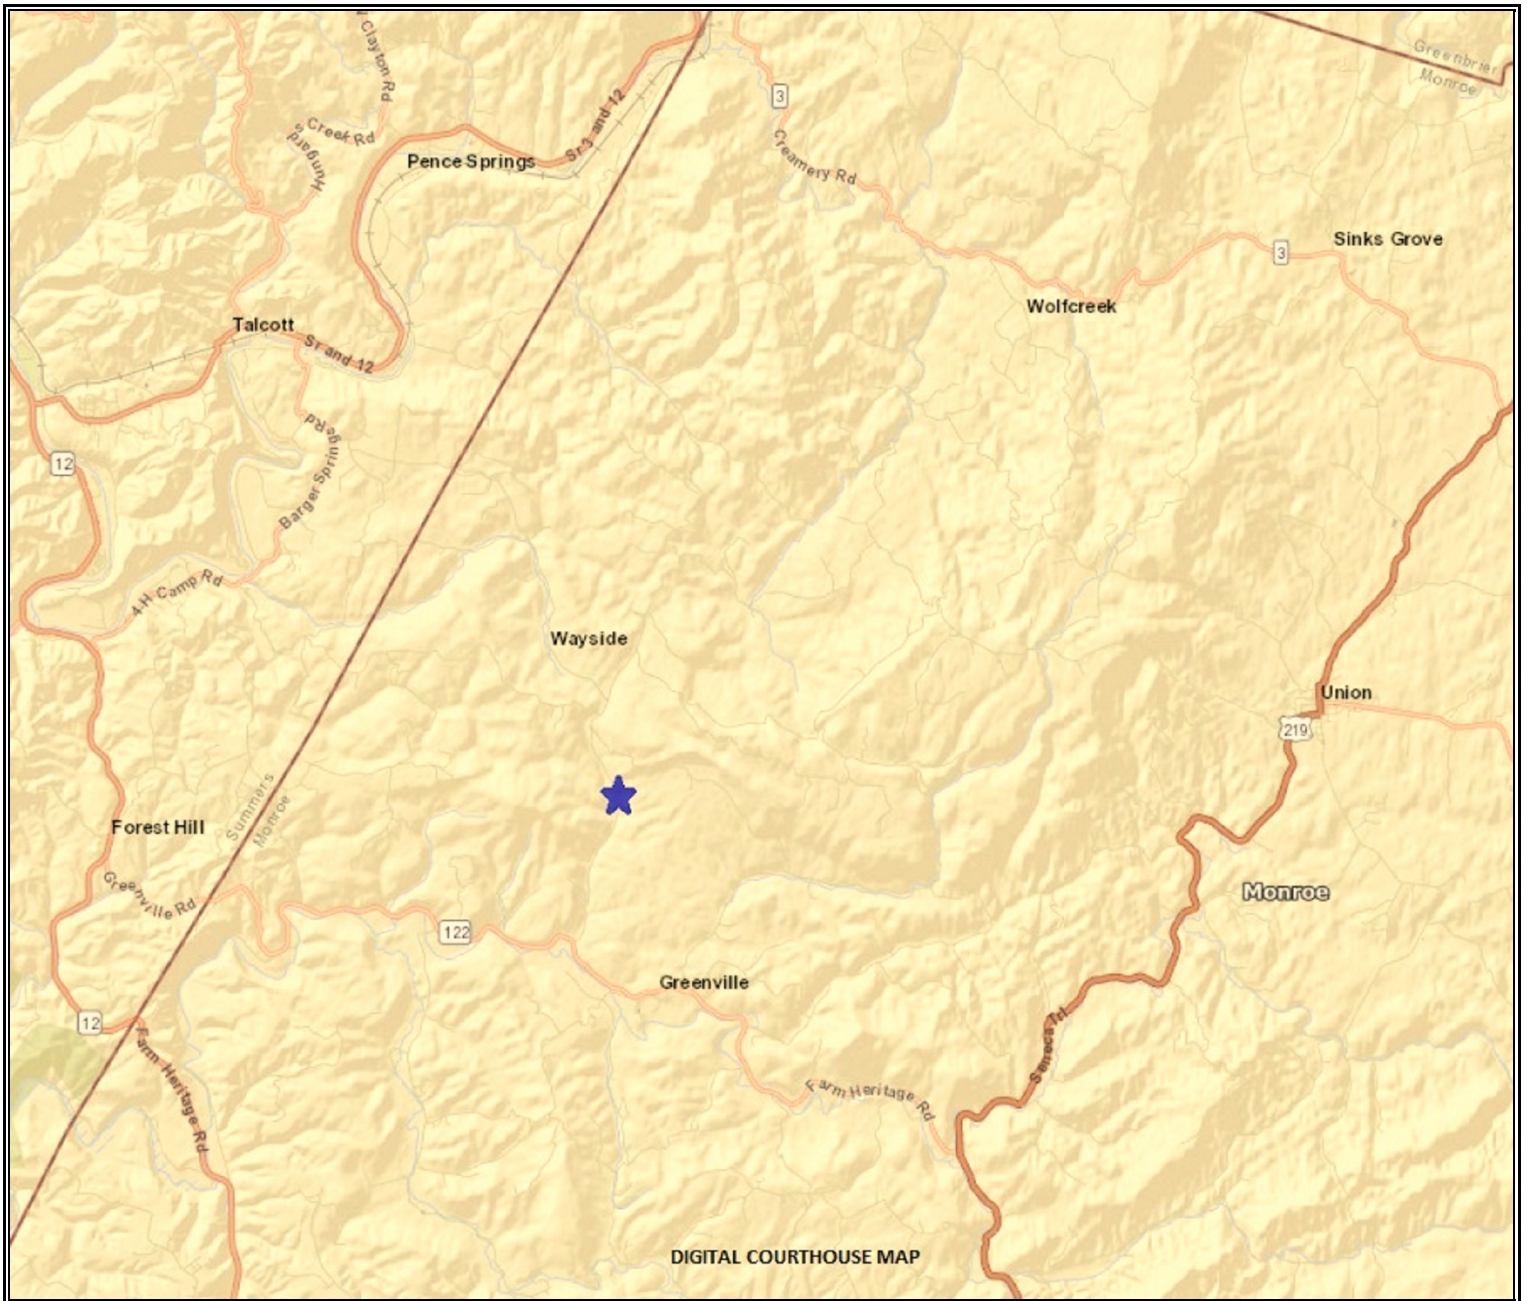 Clayton Rd
Greenbrier
Monroe
3
Sr 3 and 12
Hungards
Creek Rd
Pence Springs
Creamery Rd
Sinks Grove
3
Wolfcreek
Talcott
Sr and 12
12
Barger Springe Rd
4-H Camp Rd
Wayside
Union
219
Summers
Monroe
Forest Hill
Greenville Rd
Monroe
122
Greenville
12
Farm Heritage Rd
Seneca Trl
Farm Heritage Rd
DIGITAL COURTHOUSE MAP